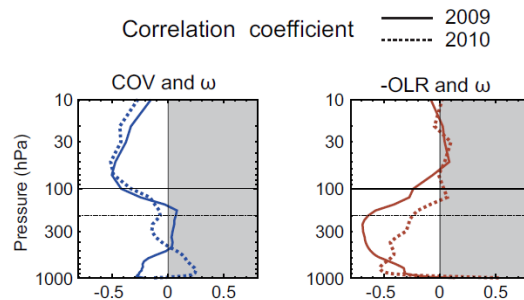 Correlation coefficient
2009
2010
COV and ω
-OLR and ω
Pressure (hPa)
10
30
100
300
1000
-0.5 0 0.5
10
30
100
300
1000
-0.5 0 0.5